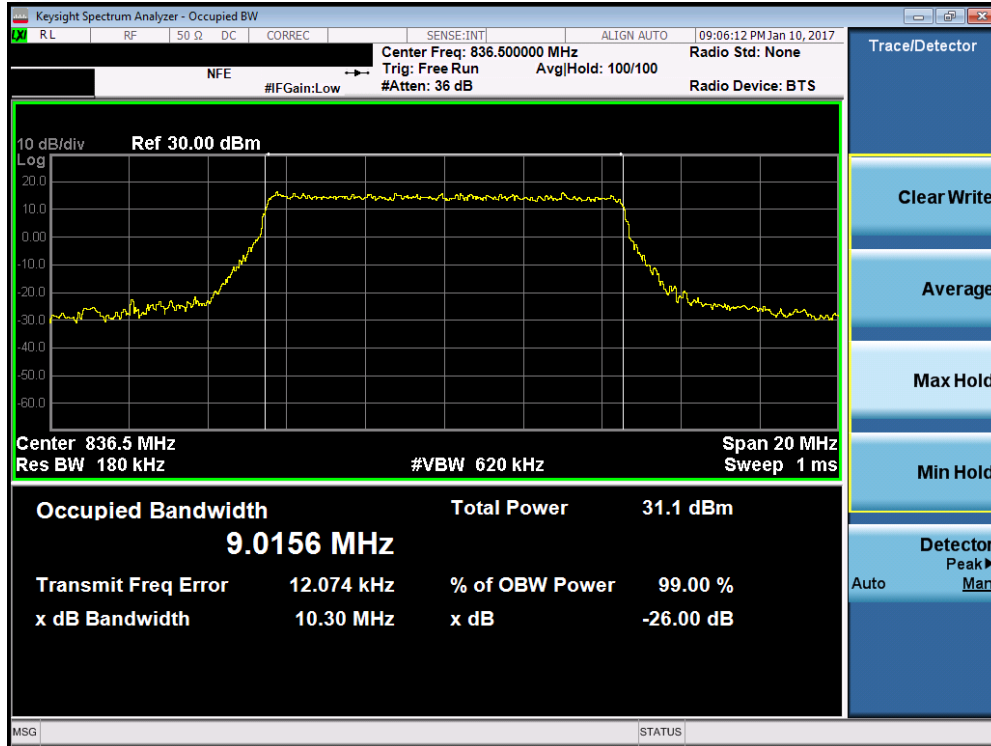 Keysight Spectrum Analyzer - Occupied BW
LXI RL RF 50 Ω DC CORREC SENSE:INT ALIGN AUTO 09:06:12 PM Jan 10, 2017
Center Freq: 836.500000 MHz Radio Std: None
NFE Trig: Free Run Avg|Hold: 100/100
#IFGain:Low #Atten: 36 dB Radio Device: BTS
10 dB/div Ref 30.00 dBm
Log
20.0
10.0
0.00
-10.0
-20.0
-30.0
-40.0
-50.0
-60.0
Center 836.5 MHz Span 20 MHz
Res BW 180 kHz #VBW 620 kHz Sweep 1 ms
Occupied Bandwidth Total Power 31.1 dBm
9.0156 MHz
Transmit Freq Error 12.074 kHz % of OBW Power 99.00 %
x dB Bandwidth 10.30 MHz x dB -26.00 dB
MSG STATUS
Trace/Detector
Clear Write
Average
Max Hold
Min Hold
Detector
Peak
Auto Man